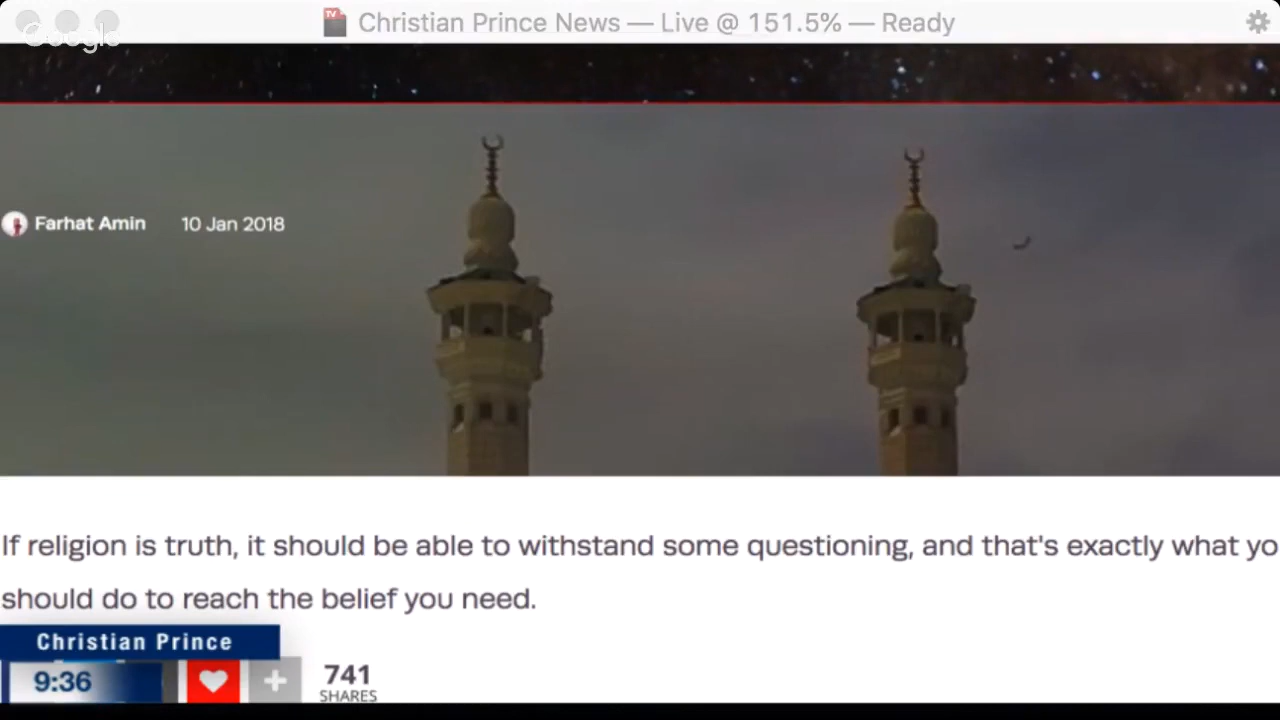 TV Christian Prince News — Live @ 151.5% — Ready
Google
Farhat Amin 10 Jan 2018
If religion is truth, it should be able to withstand some questioning, and that's exactly what yo
should do to reach the belief you need.
Christian Prince
9:36
741
SHARES